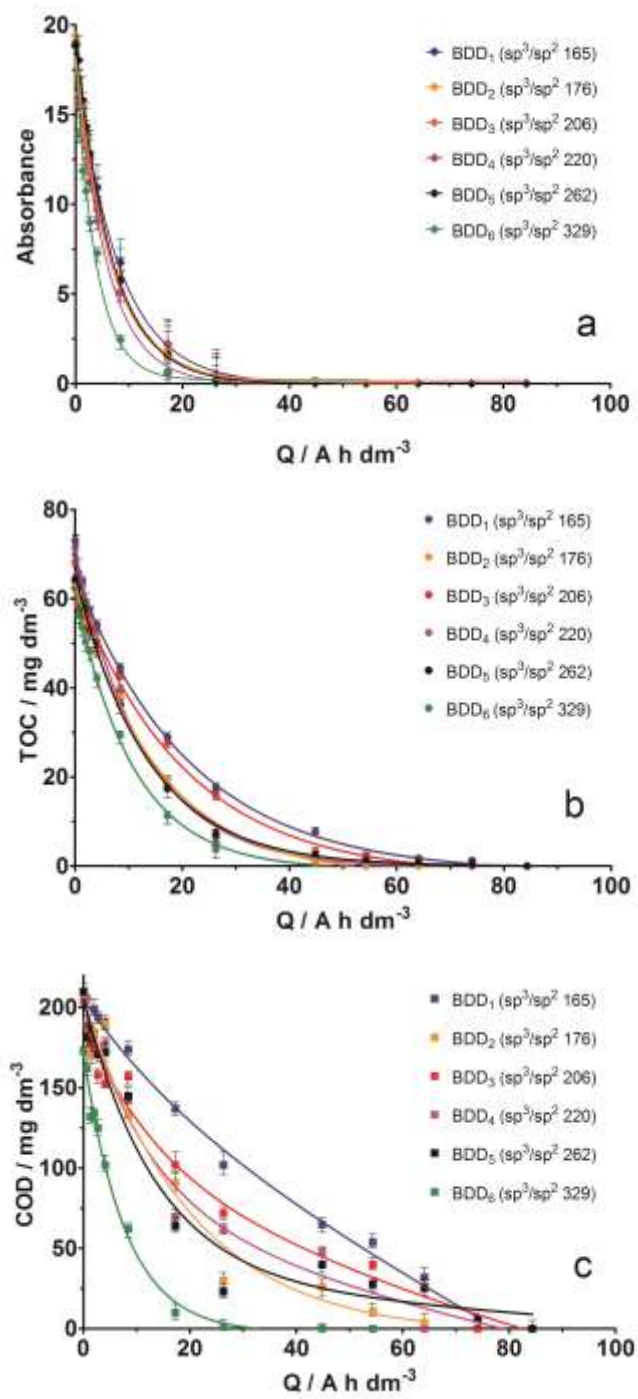 20
15
10
5
0
Absorbance
BDD₁ (sp³/sp² 165)
BDD₂ (sp³/sp² 176)
BDD₃ (sp³/sp² 206)
BDD₄ (sp³/sp² 220)
BDD₅ (sp³/sp² 262)
BDD₆ (sp³/sp² 329)
a
0 20 40 60 80 100
Q / A h dm⁻³
80
60
40
20
0
TOC / mg dm⁻³
BDD₁ (sp³/sp² 165)
BDD₂ (sp³/sp² 176)
BDD₃ (sp³/sp² 206)
BDD₄ (sp³/sp² 220)
BDD₅ (sp³/sp² 262)
BDD₆ (sp³/sp² 329)
b
0 20 40 60 80 100
Q / A h dm⁻³
200
150
100
50
0
COD / mg dm⁻³
BDD₁ (sp³/sp² 165)
BDD₂ (sp³/sp² 176)
BDD₃ (sp³/sp² 206)
BDD₄ (sp³/sp² 220)
BDD₅ (sp³/sp² 262)
BDD₆ (sp³/sp² 329)
c
0 20 40 60 80 100
Q / A h dm⁻³